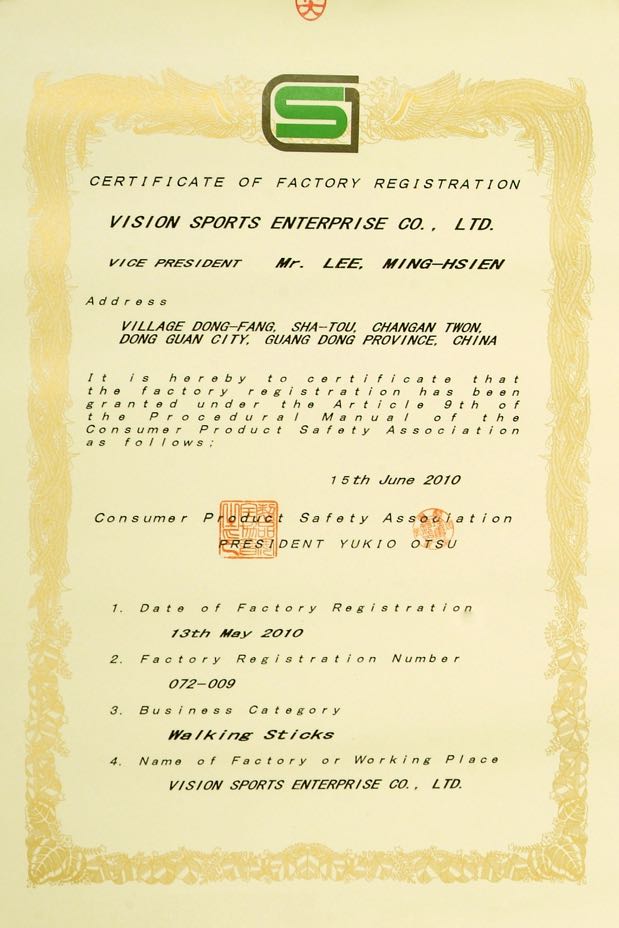 CERTIFICATE OF FACTORY REGISTRATION
VISION SPORTS ENTERPRISE CO., LTD.
VICE PRESIDENT Mr. LEE, MING-HSIEN
Address
VILLAGE DONG-FANG, SHA-TOU, CHANGAN TWON,
DONG GUAN CITY, GUANG DONG PROVINCE, CHINA
It is hereby to certificate that
the factory registration has been
granted under the Article 9th of
the Procedural Manual of the
Consumer Product Safety Association
as follows;
15th June 2010
Consumer Product Safety Association
PRESIDENT YUKIO OTSU
1. Date of Factory Registration
13th May 2010
2. Factory Registration Number
072-009
3. Business Category
Walking Sticks
4. Name of Factory or Working Place
VISION SPORTS ENTERPRISE CO., LTD.